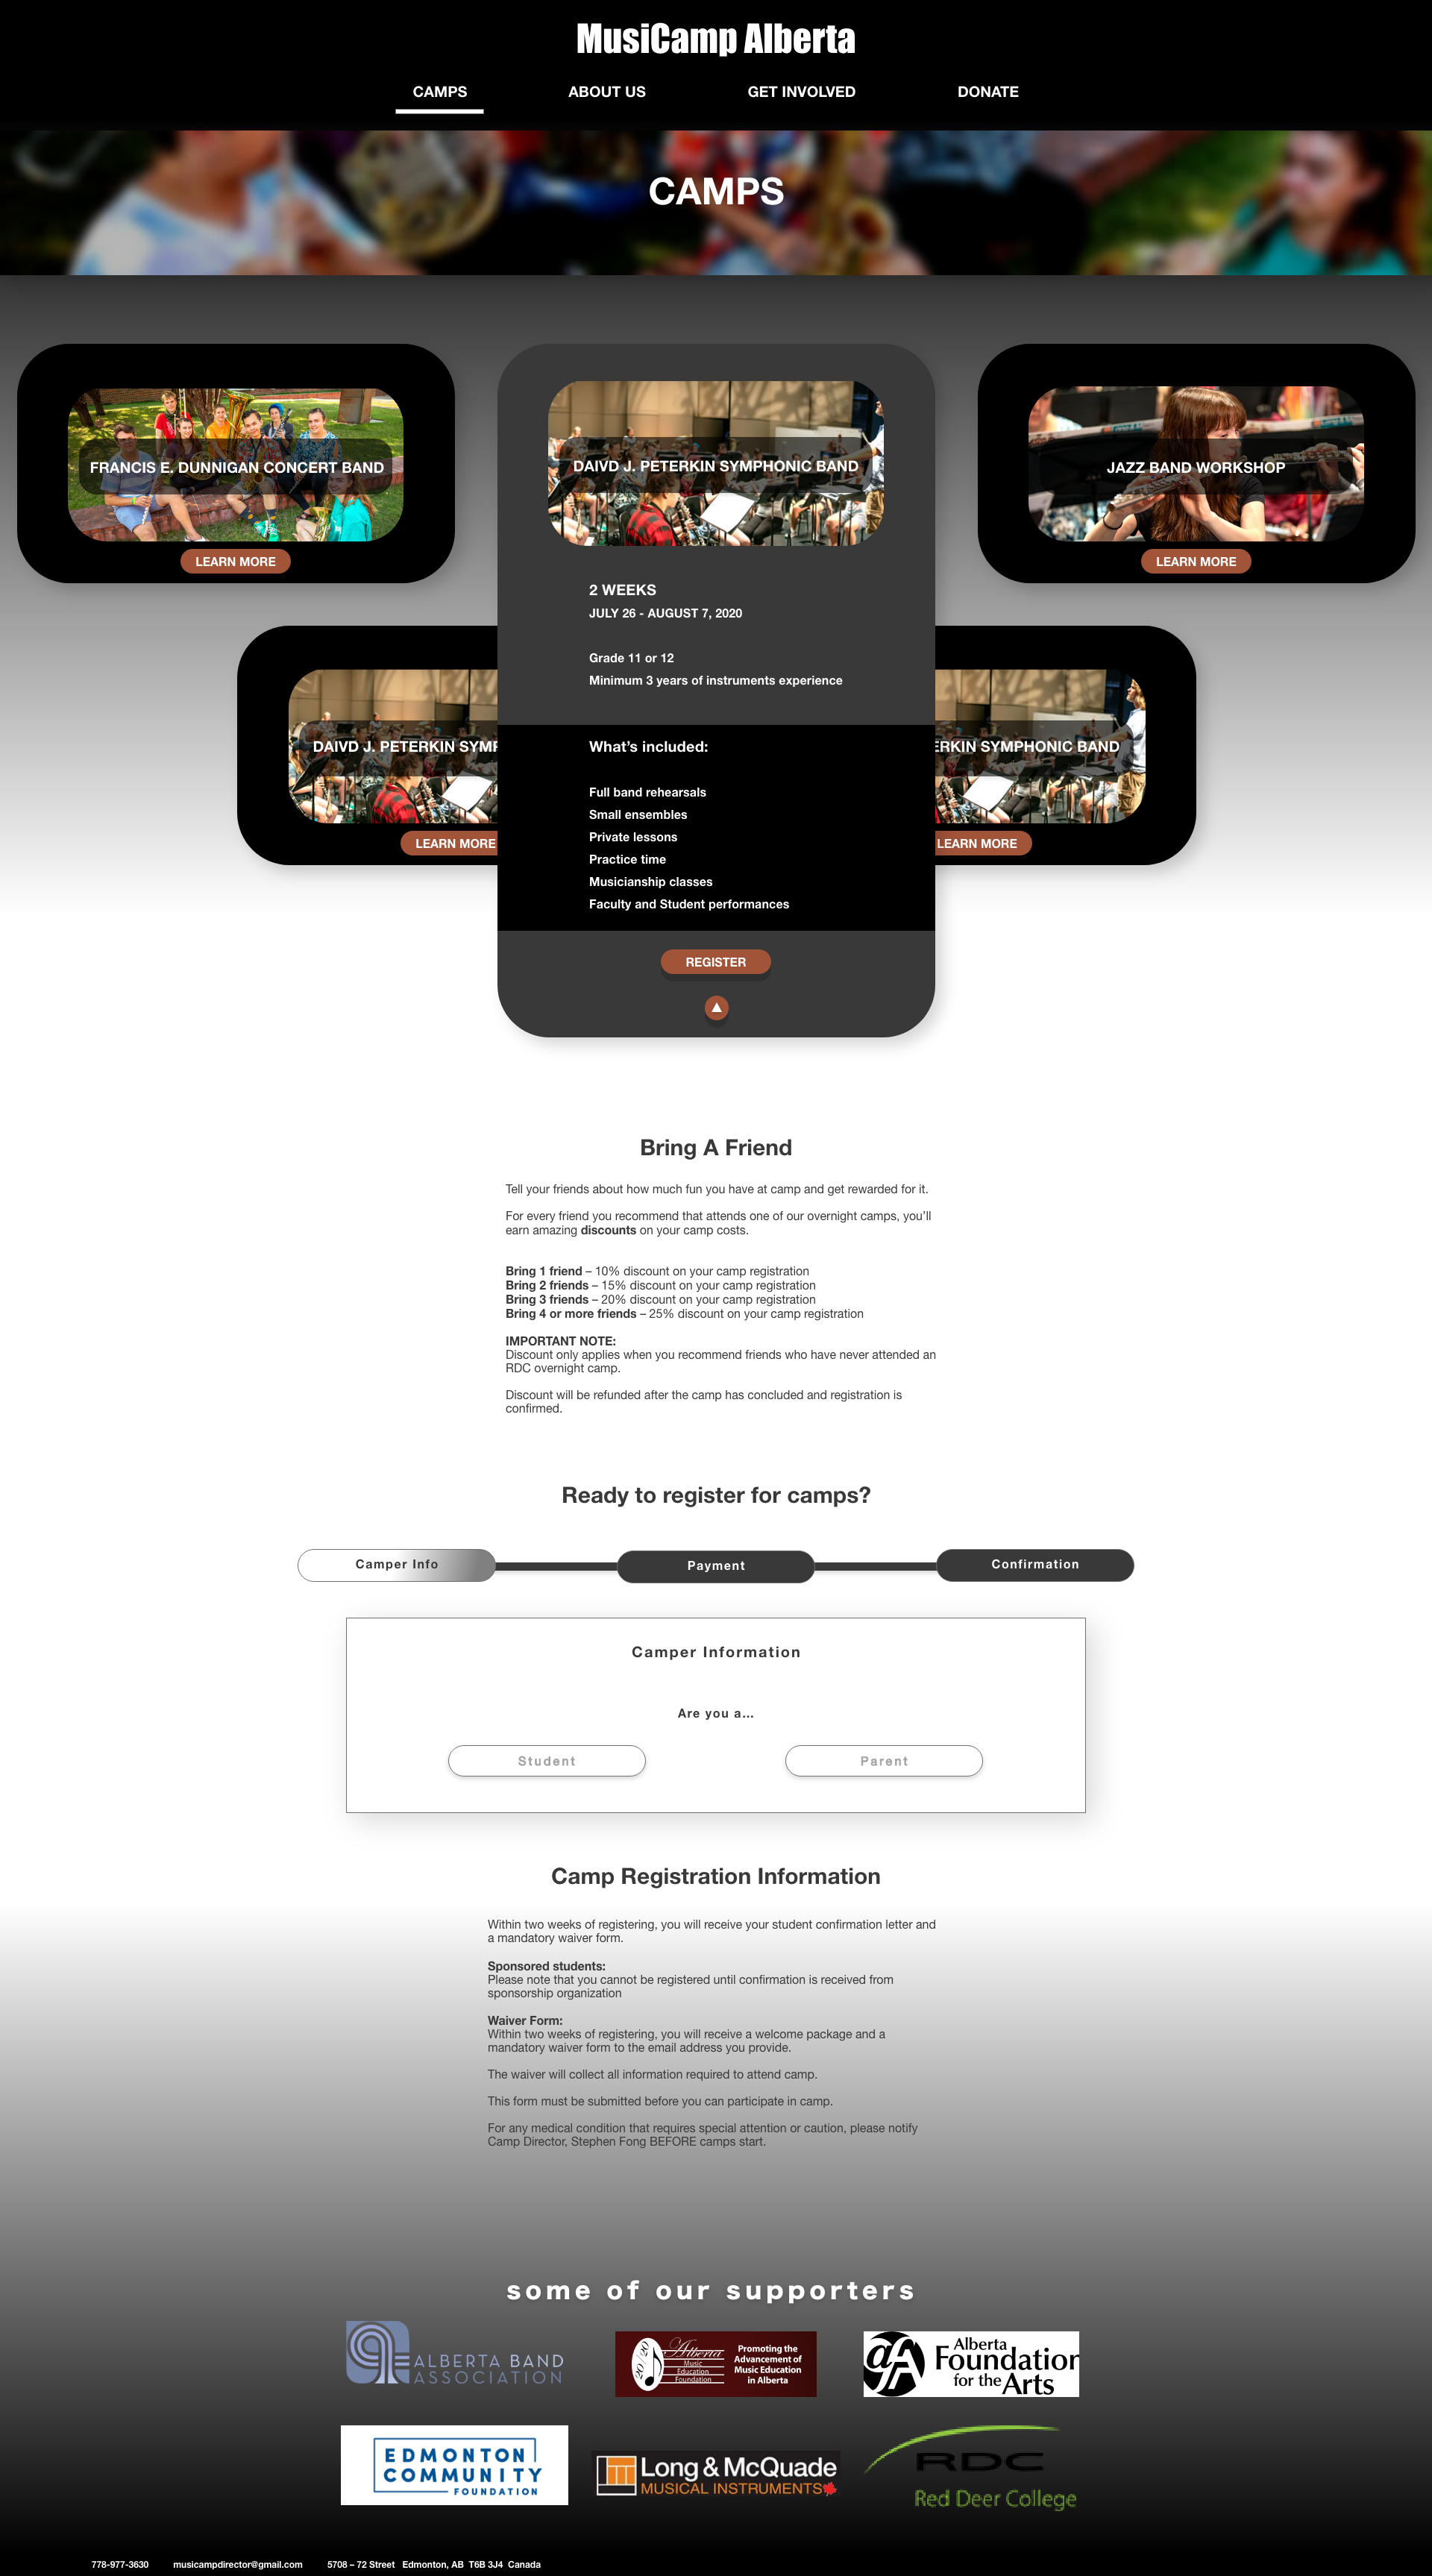 MusiCamp Alberta
CAMPS
ABOUT US
GET INVOLVED
DONATE
CAMPS
FRANCIS E. DUNNIGAN CONCERT BAND
LEARN MORE
DAIVD J. PETERKIN SYMPHONIC BAND
JAZZ BAND WORKSHOP
LEARN MORE
2 WEEKS
JULY 26 - AUGUST 7, 2020
Grade 11 or 12
Minimum 3 years of instruments experience
DAIVD J. PETERKIN SYMP
LEARN MORE
ERKIN SYMPHONIC BAND
LEARN MORE
What's included:
Full band rehearsals
Small ensembles
Private lessons
Practice time
Musicianship classes
Faculty and Student performances
REGISTER
Bring A Friend
Tell your friends about how much fun you have at camp and get rewarded for it.
For every friend you recommend that attends one of our overnight camps, you'll
earn amazing discounts on your camp costs.
Bring 1 friend – 10% discount on your camp registration
Bring 2 friends – 15% discount on your camp registration
Bring 3 friends – 20% discount on your camp registration
Bring 4 or more friends – 25% discount on your camp registration
IMPORTANT NOTE:
Discount only applies when you recommend friends who have never attended an
RDC overnight camp.
Discount will be refunded after the camp has concluded and registration is
confirmed.
Ready to register for camps?
Camper Info
Payment
Confirmation
Camper Information
Are you a...
Student
Parent
Camp Registration Information
Within two weeks of registering, you will receive your student confirmation letter and
a mandatory waiver form.
Sponsored students:
Please note that you cannot be registered until confirmation is received from
sponsorship organization
Waiver Form:
Within two weeks of registering, you will receive a welcome package and a
mandatory waiver form to the email address you provide.
The waiver will collect all information required to attend camp.
This form must be submitted before you can participate in camp.
For any medical condition that requires special attention or caution, please notify
Camp Director, Stephen Fong BEFORE camps start.
some of our supporters
ALBERTA BAND
ASSOCIATION
Alberta
Music
Education
Foundation
Promoting the
Advancement of
Music Education
in Alberta
aA
Alberta
Foundation
for the Arts
EDMONTON
COMMUNITY
FOUNDATION
Long & McQuade
MUSICAL INSTRUMENTS
RDC
Red Deer College
778-977-3630 musicampdirector@gmail.com 5708 – 72 Street Edmonton, AB T6B 3J4 Canada